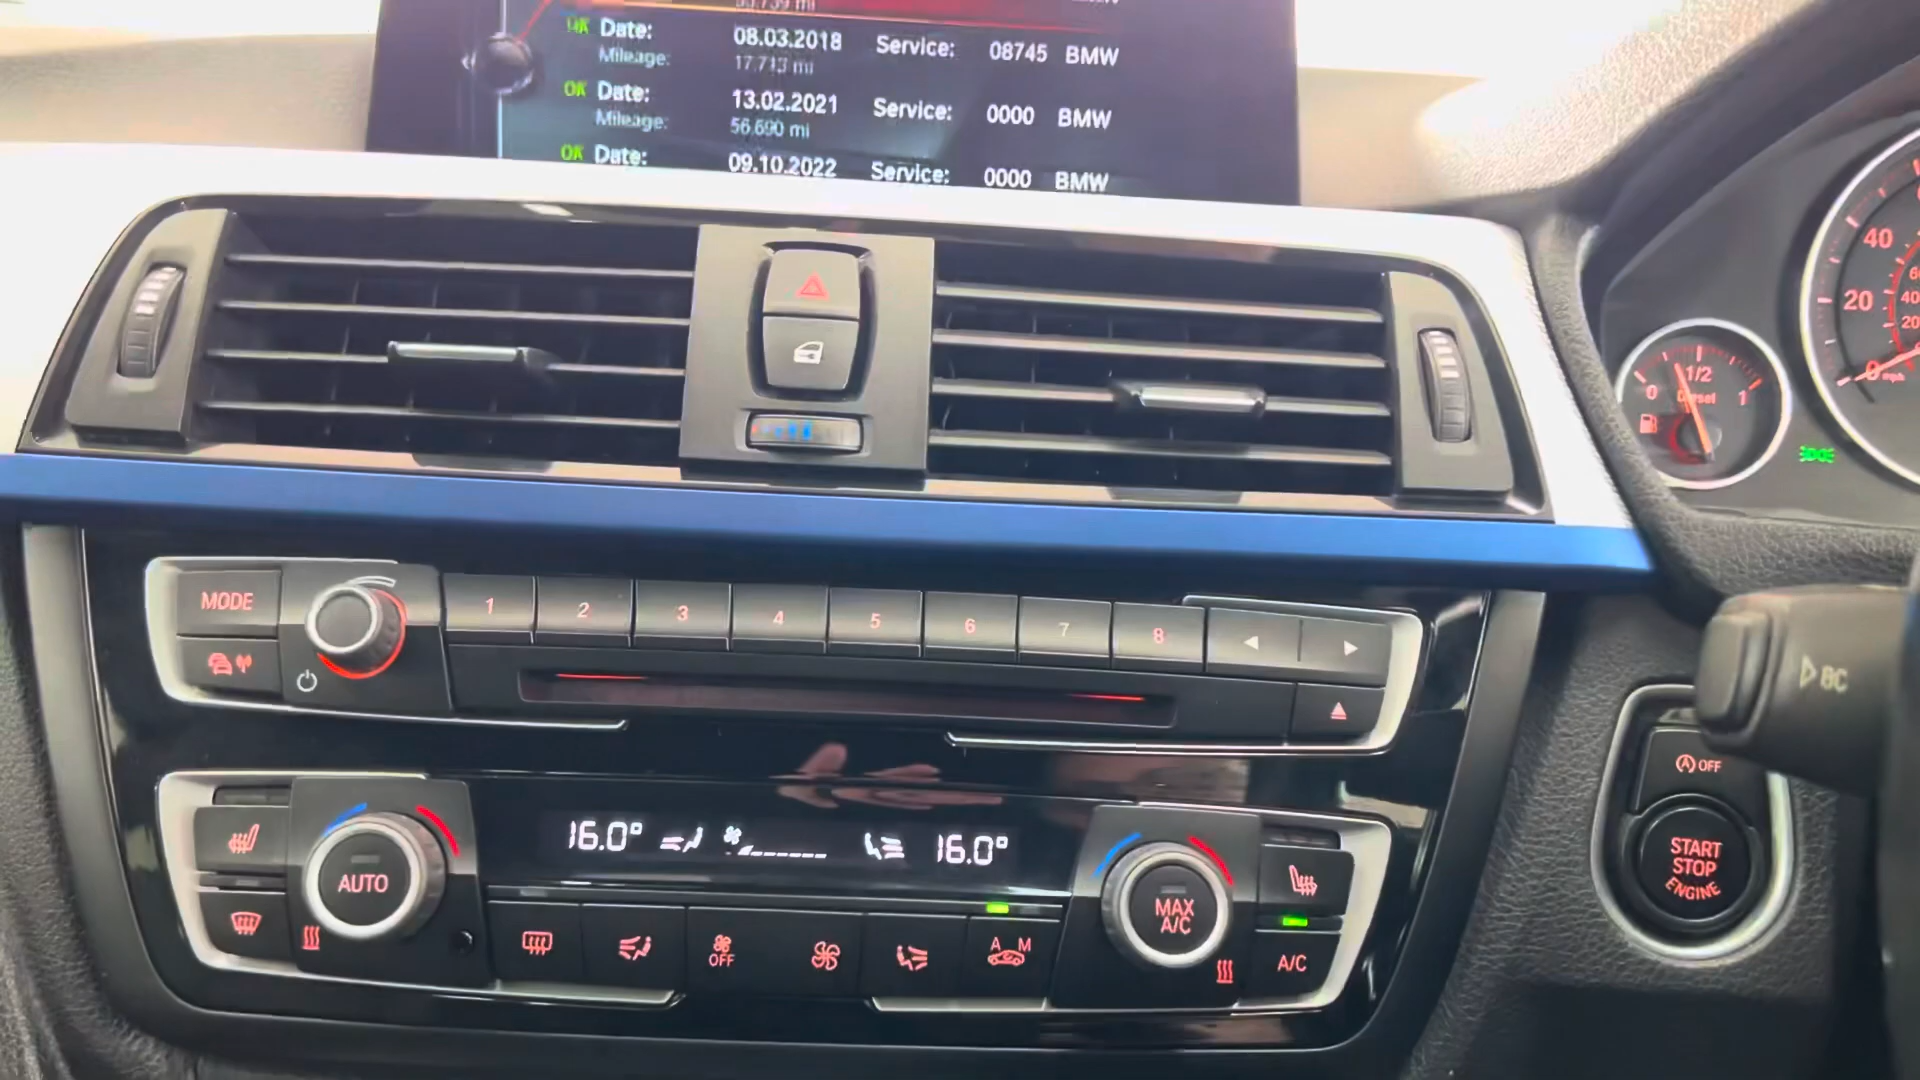 OK Date: 08.03.2018 Service: 08745 BMW
Mileage: 17.713 mi
OK Date: 13.02.2021 Service: 0000 BMW
Mileage: 56.690 mi
OK Date: 09.10.2022 Service: 0000 BMW
40
20
0 mph
0 1/2 1
Diesel
MODE 1 2 3 4 5 6 7 8
BC
OFF
START
STOP
ENGINE
16.0° 16.0°
AUTO
MAX
A/C
OFF
A M
A/C